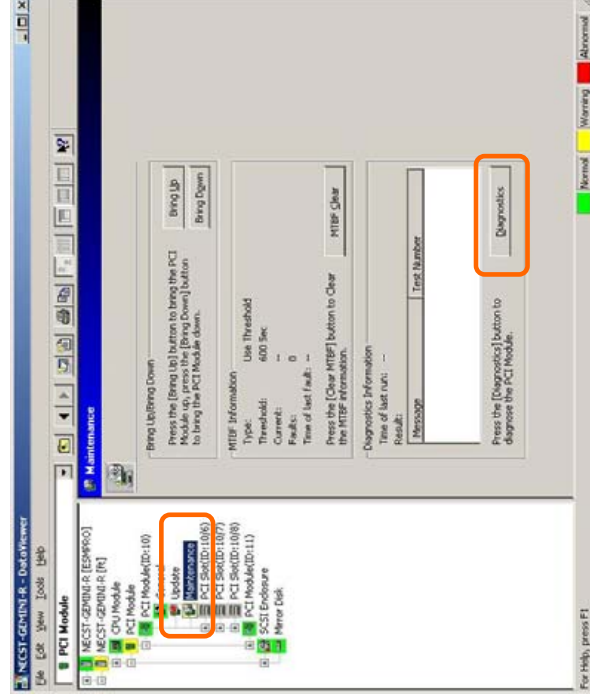 NECST-GEMINI-R - DataViewer
File Edit View Tools Help
PCI Module
NECST-GEMINI-R [ESMPRO]
NECST-GEMINI-R [ft]
CPU Module
PCI Module
PCI Module(ID:10)
General
Update
Maintenance
PCI Slot(ID:10/6)
PCI Slot(ID:10/7)
PCI Slot(ID:10/8)
PCI Module(ID:11)
SCSI Enclosure
Mirror Disk
Maintenance
Bring Up/Bring Down
Press the [Bring Up] button to bring the PCI
Module up, press the [Bring Down] button
to bring the PCI Module down.
Bring Up
Bring Down
MTBF Information
Type: Use Threshold
Threshold: 600 Sec
Current: --
Faults: 0
Time of last fault: --
Press the [Clear MTBF] button to Clear
the MTBF information.
MTBF Clear
Diagnostics Information
Time of last run: --
Result:
Message Test Number
Press the [Diagnostics] button to
diagnose the PCI Module.
Diagnostics
For Help, press F1
Normal Warning Abnormal